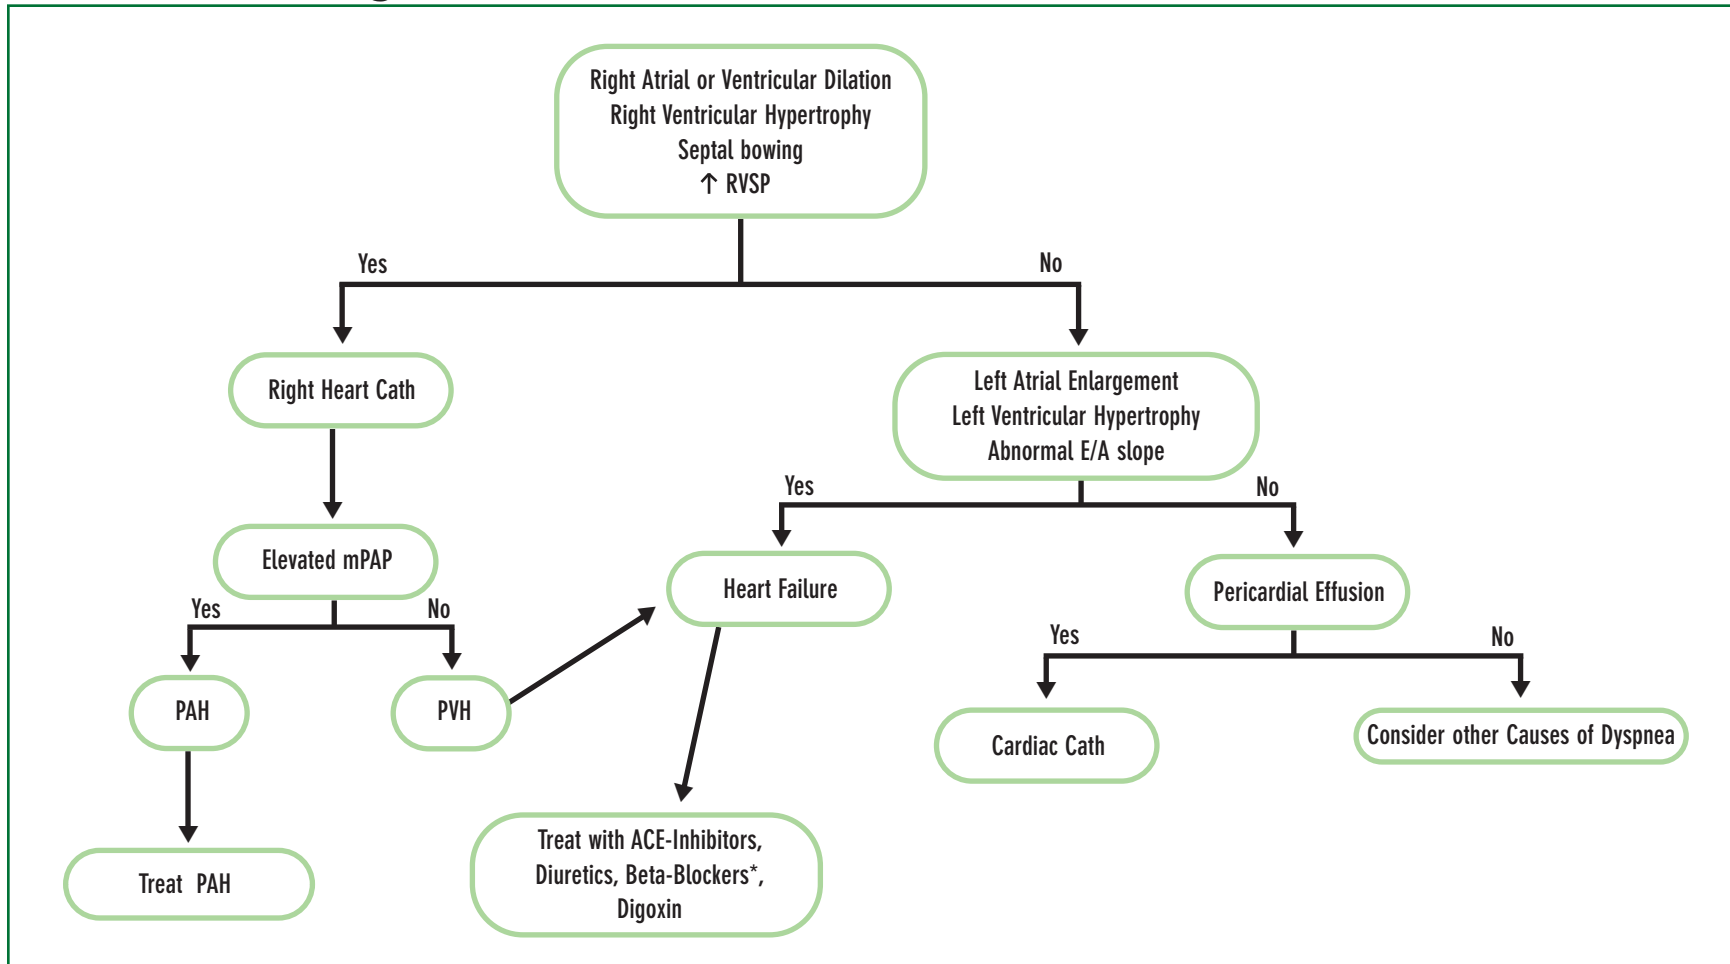 Right Atrial or Ventricular Dilation
Right Ventricular Hypertrophy
Septal bowing
↑ RVSP
Yes
No
Right Heart Cath
Left Atrial Enlargement
Left Ventricular Hypertrophy
Abnormal E/A slope
Yes
No
Elevated mPAP
Heart Failure
Pericardial Effusion
Yes
No
Yes
No
PAH
PVH
Cardiac Cath
Consider other Causes of Dyspnea
Treat PAH
Treat with ACE-Inhibitors,
Diuretics, Beta-Blockers*,
Digoxin